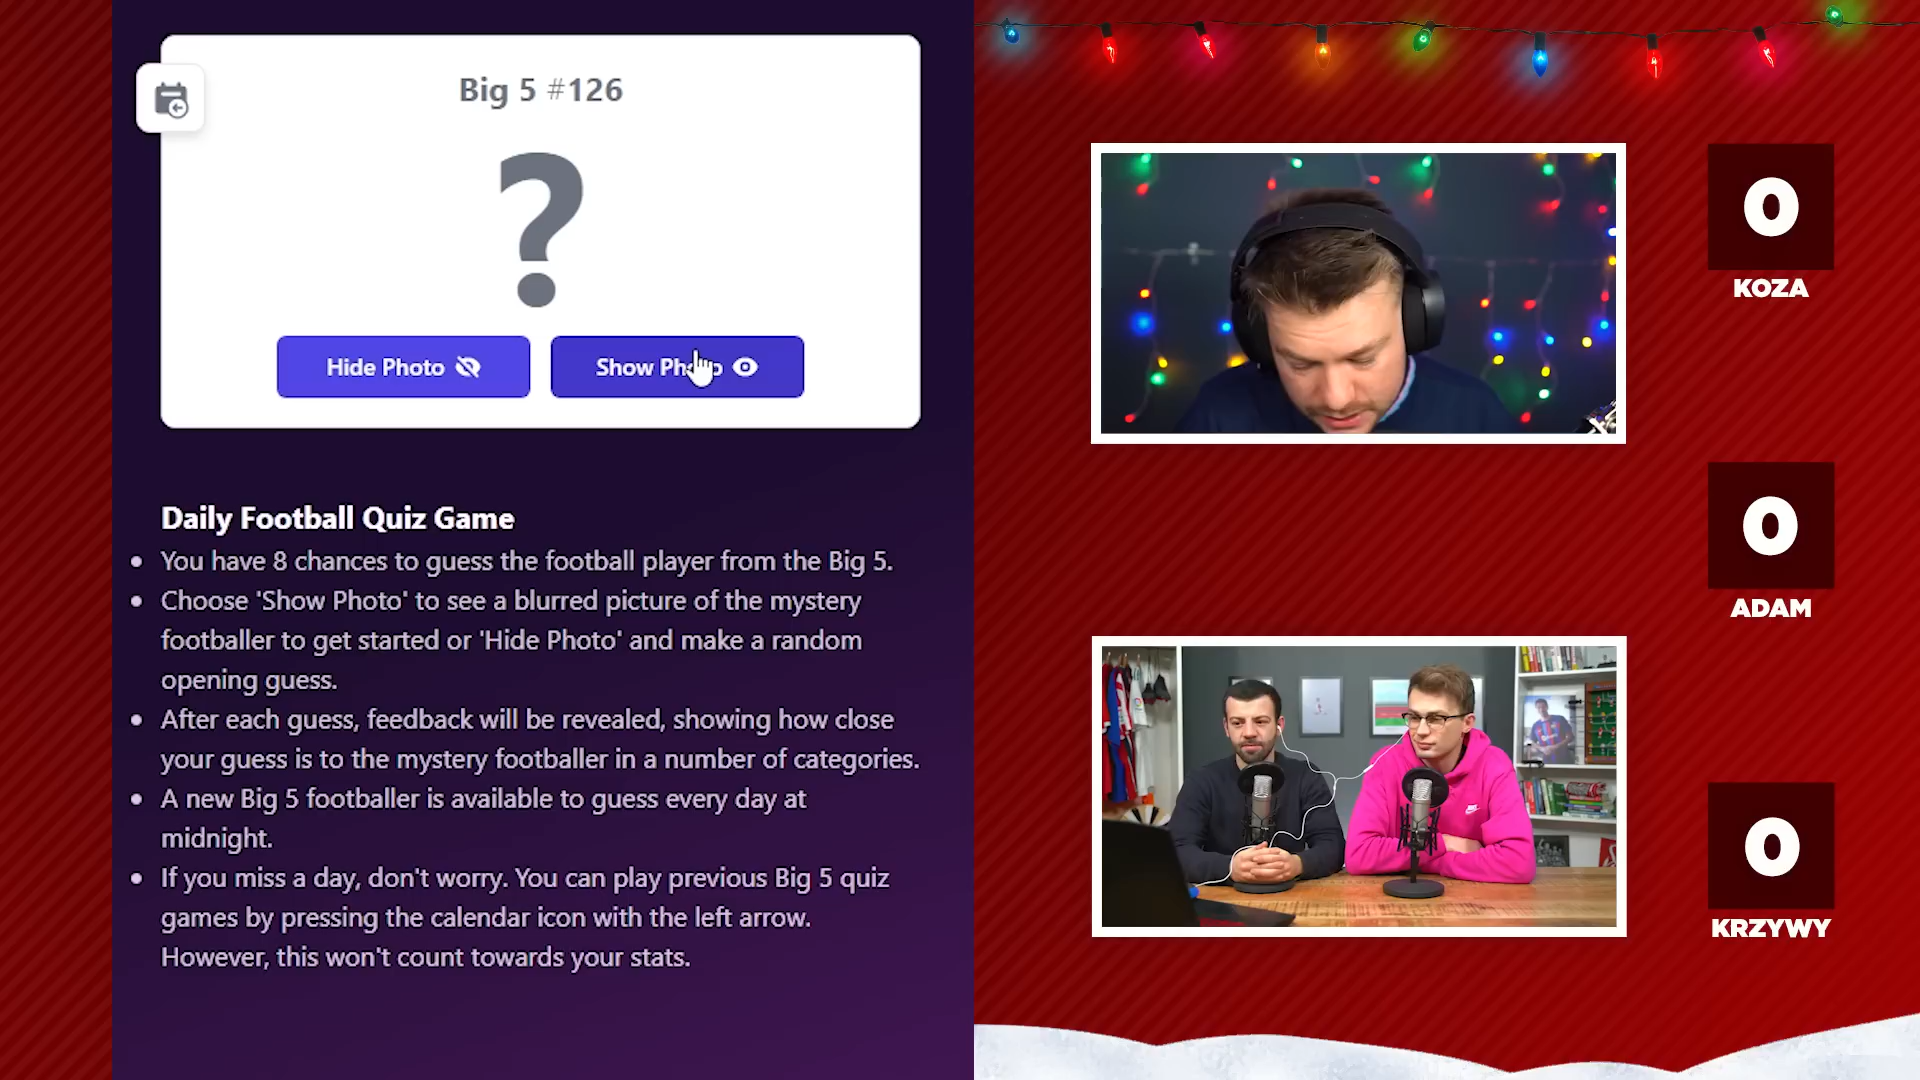 Big 5 #126
?
Hide Photo
Show Photo
Daily Football Quiz Game
• You have 8 chances to guess the football player from the Big 5.
• Choose 'Show Photo' to see a blurred picture of the mystery
footballer to get started or 'Hide Photo' and make a random
opening guess.
• After each guess, feedback will be revealed, showing how close
your guess is to the mystery footballer in a number of categories.
• A new Big 5 footballer is available to guess every day at
midnight.
• If you miss a day, don't worry. You can play previous Big 5 quiz
games by pressing the calendar icon with the left arrow.
However, this won't count towards your stats.
0
KOZA
0
ADAM
0
KRZYWY